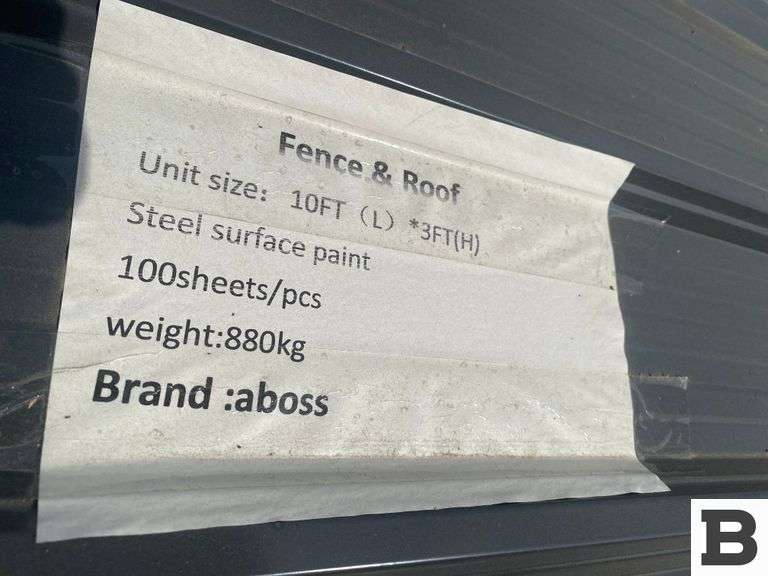 Fence & Roof
Unit size: 10FT (L) *3FT(H)
Steel surface paint
100sheets/pcs
weight:880kg
Brand :aboss
B